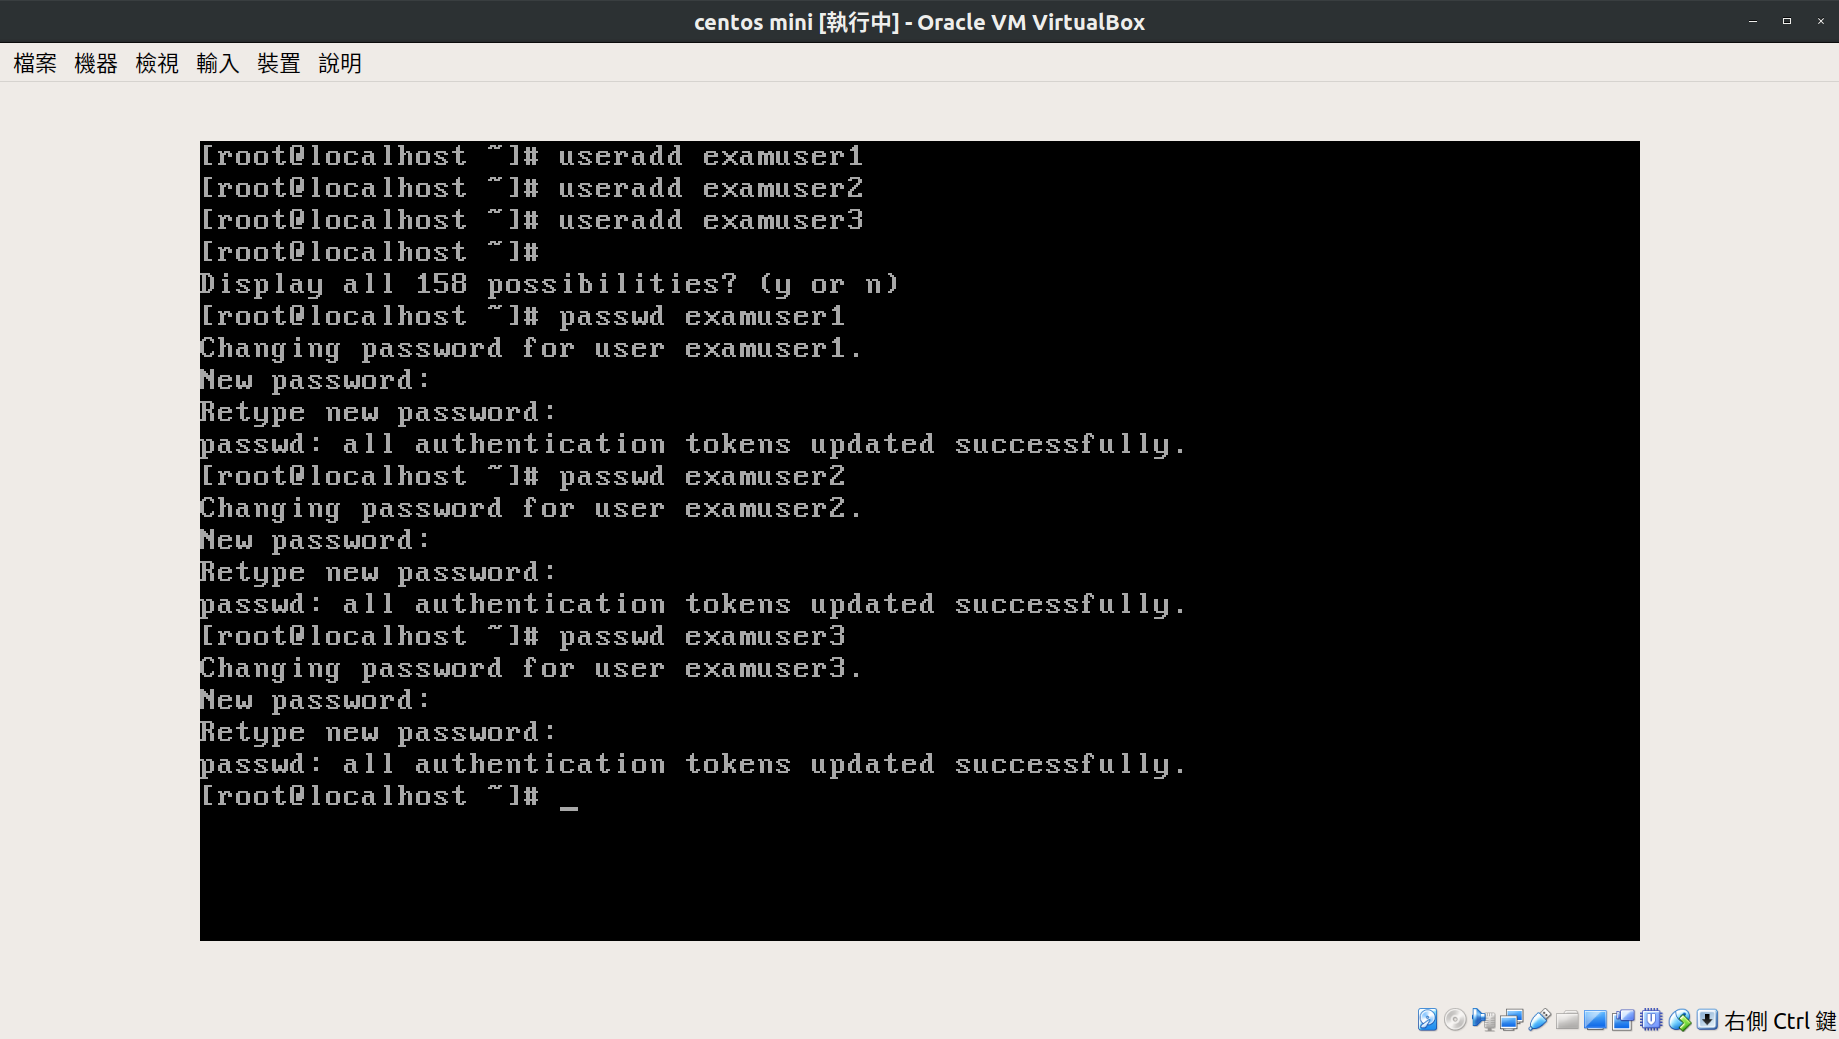 centos mini [執行中] - Oracle VM VirtualBox
檔案 機器 檢視 輸入 裝置 說明
[root@localhost ~]# useradd examuser1
[root@localhost ~]# useradd examuser2
[root@localhost ~]# useradd examuser3
[root@localhost ~]#
Display all 158 possibilities? (y or n)
[root@localhost ~]# passwd examuser1
Changing password for user examuser1.
New password:
Retype new password:
passwd: all authentication tokens updated successfully.
[root@localhost ~]# passwd examuser2
Changing password for user examuser2.
New password:
Retype new password:
passwd: all authentication tokens updated successfully.
[root@localhost ~]# passwd examuser3
Changing password for user examuser3.
New password:
Retype new password:
passwd: all authentication tokens updated successfully.
[root@localhost ~]# _
右側 Ctrl 鍵